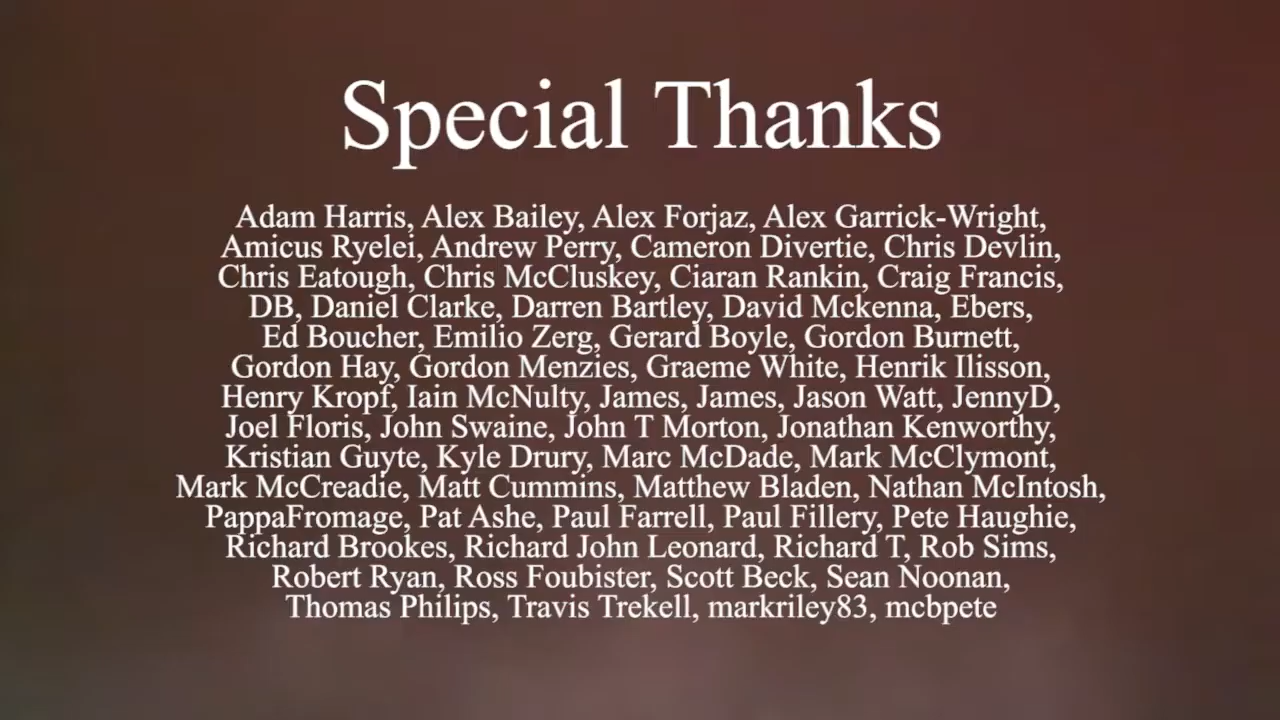 Special Thanks
Adam Harris, Alex Bailey, Alex Forjaz, Alex Garrick-Wright,
Amicus Ryelei, Andrew Perry, Cameron Divertie, Chris Devlin,
Chris Eatough, Chris McCluskey, Ciaran Rankin, Craig Francis,
DB, Daniel Clarke, Darren Bartley, David Mckenna, Ebers,
Ed Boucher, Emilio Zerg, Gerard Boyle, Gordon Burnett,
Gordon Hay, Gordon Menzies, Graeme White, Henrik Ilisson,
Henry Kropf, Iain McNulty, James, James, Jason Watt, JennyD,
Joel Floris, John Swaine, John T Morton, Jonathan Kenworthy,
Kristian Guyte, Kyle Drury, Marc McDade, Mark McClymont,
Mark McCreadie, Matt Cummins, Matthew Bladen, Nathan McIntosh,
PappaFromage, Pat Ashe, Paul Farrell, Paul Fillery, Pete Haughie,
Richard Brookes, Richard John Leonard, Richard T, Rob Sims,
Robert Ryan, Ross Foubister, Scott Beck, Sean Noonan,
Thomas Philips, Travis Trekell, markriley83, mcbpete